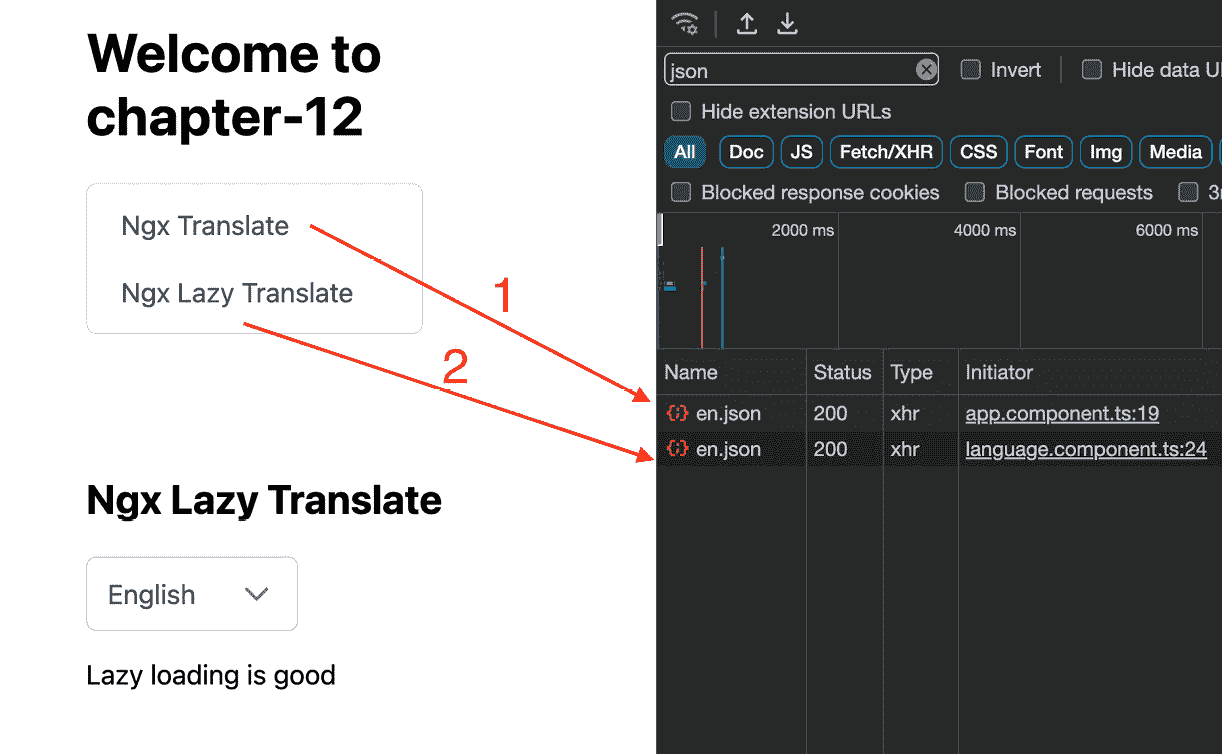 Welcome to
chapter-12
Ngx Translate
Ngx Lazy Translate
1
2
Ngx Lazy Translate
English
Lazy loading is good
json
Invert
Hide data
Hide extension URLs
All
Doc
JS
Fetch/XHR
CSS
Font
Img
Media
Blocked response cookies
Blocked requests
2000 ms
4000 ms
6000 ms
Name Status Type Initiator
en.json 200 xhr app.component.ts:19
en.json 200 xhr language.component.ts:24